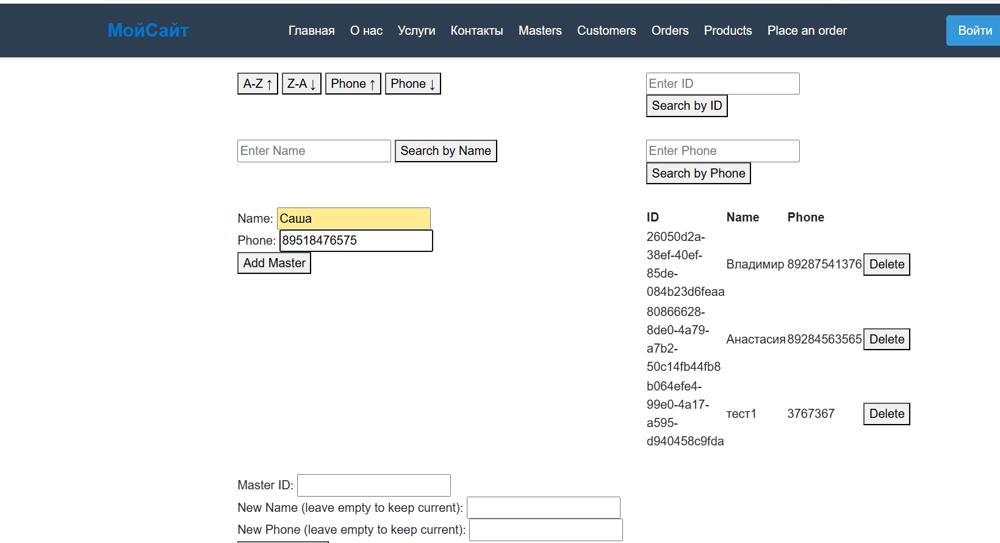 МойСайт
Главная О нас Услуги Контакты Masters Customers Orders Products Place an order
Войти
A-Z ↑ Z-A ↓ Phone ↑ Phone ↓
Enter ID
Search by ID
Enter Name Search by Name
Enter Phone
Search by Phone
Name: Саша
Phone: 89518476575
Add Master
ID Name Phone
26050d2a-
38ef-40ef-
85de-
084b23d6feaa
Владимир 89287541376 Delete
80866628-
8de0-4a79-
a7b2-
50c14fb44fb8
Анастасия 89284563565 Delete
b064efe4-
99e0-4a17-
a595-
d940458c9fda
тест1 3767367 Delete
Master ID:
New Name (leave empty to keep current):
New Phone (leave empty to keep current):